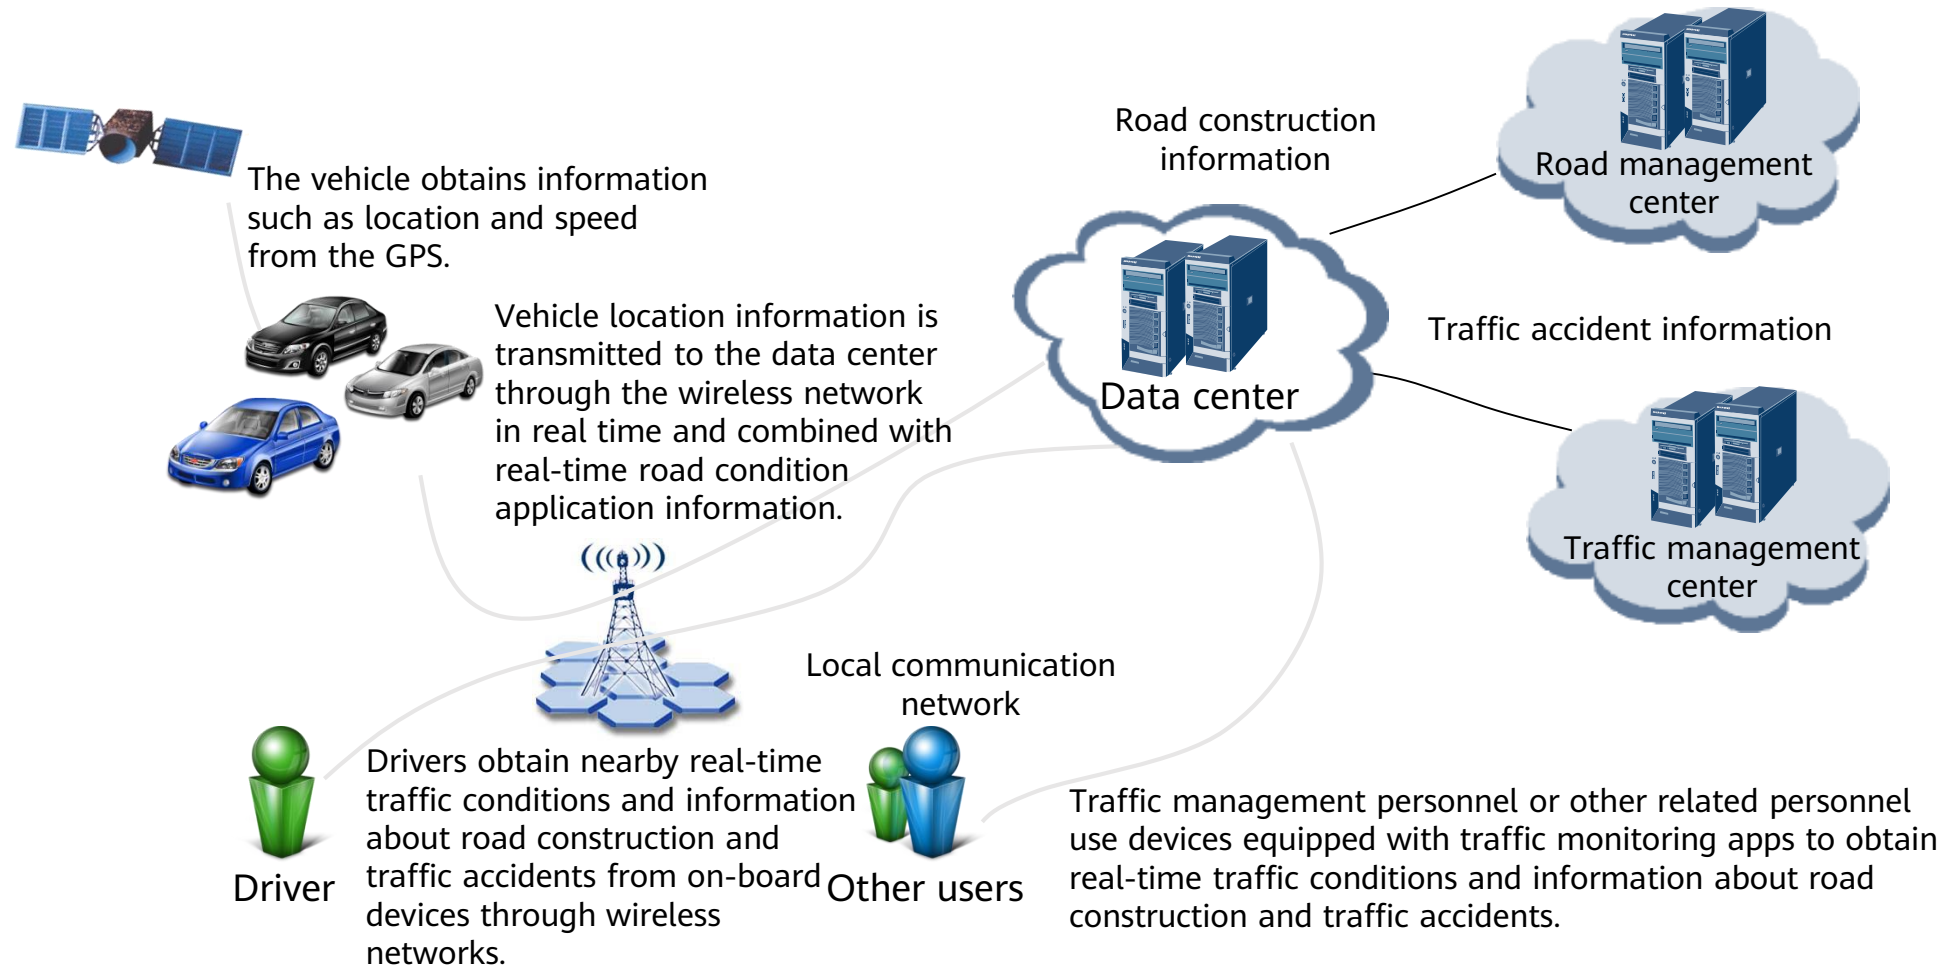 Road construction
information
Road management
center
The vehicle obtains information
such as location and speed
from the GPS.
Vehicle location information is
transmitted to the data center
through the wireless network
in real time and combined with
real-time road condition
application information.
Data center
Traffic accident information
Traffic management
center
Local communication
network
Driver
Drivers obtain nearby real-time
traffic conditions and information
about road construction and
traffic accidents from on-board
devices through wireless
networks.
Other users
Traffic management personnel or other related personnel
use devices equipped with traffic monitoring apps to obtain
real-time traffic conditions and information about road
construction and traffic accidents.